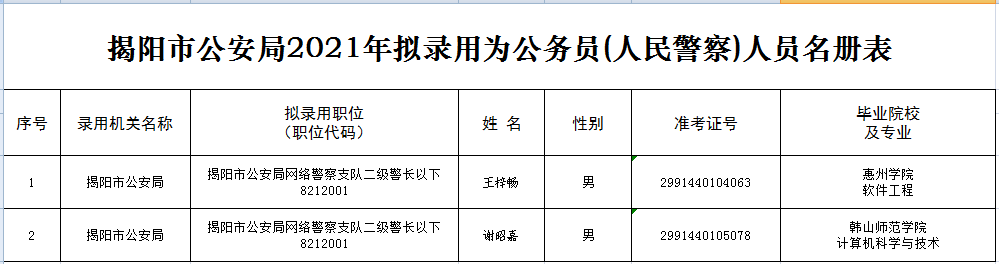 揭阳市公安局2021年拟录用为公务员(人民警察)人员名册表
序号 录用机关名称 拟录用职位 姓 名 性别 准考证号 毕业院校
（职位代码） 及专业
1 揭阳市公安局 揭阳市公安局网络警察支队二级警长以下 王梓畅 男 2991440104063 惠州学院
8212001 软件工程
2 揭阳市公安局 揭阳市公安局网络警察支队二级警长以下 谢昭嘉 男 2991440105078 韩山师范学院
8212001 计算机科学与技术